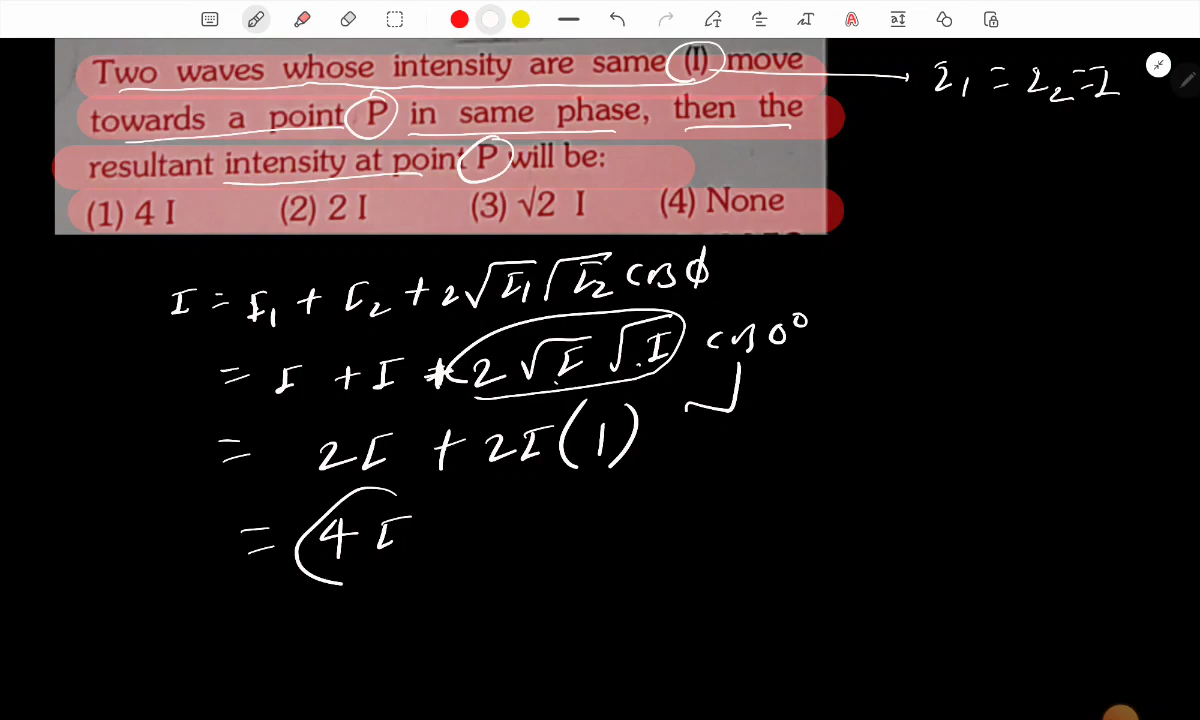 Two waves whose intensity are same (I) move
I₁ = I₂ = I
towards a point P in same phase, then the
resultant intensity at point P will be:
(1) 4 I (2) 2 I (3) √2 I (4) None
I = I₁ + I₂ + 2√I₁ √I₂ cos ϕ
= I + I + 2 √I √I cos 0°
= 2I + 2I (1)
= 4 I